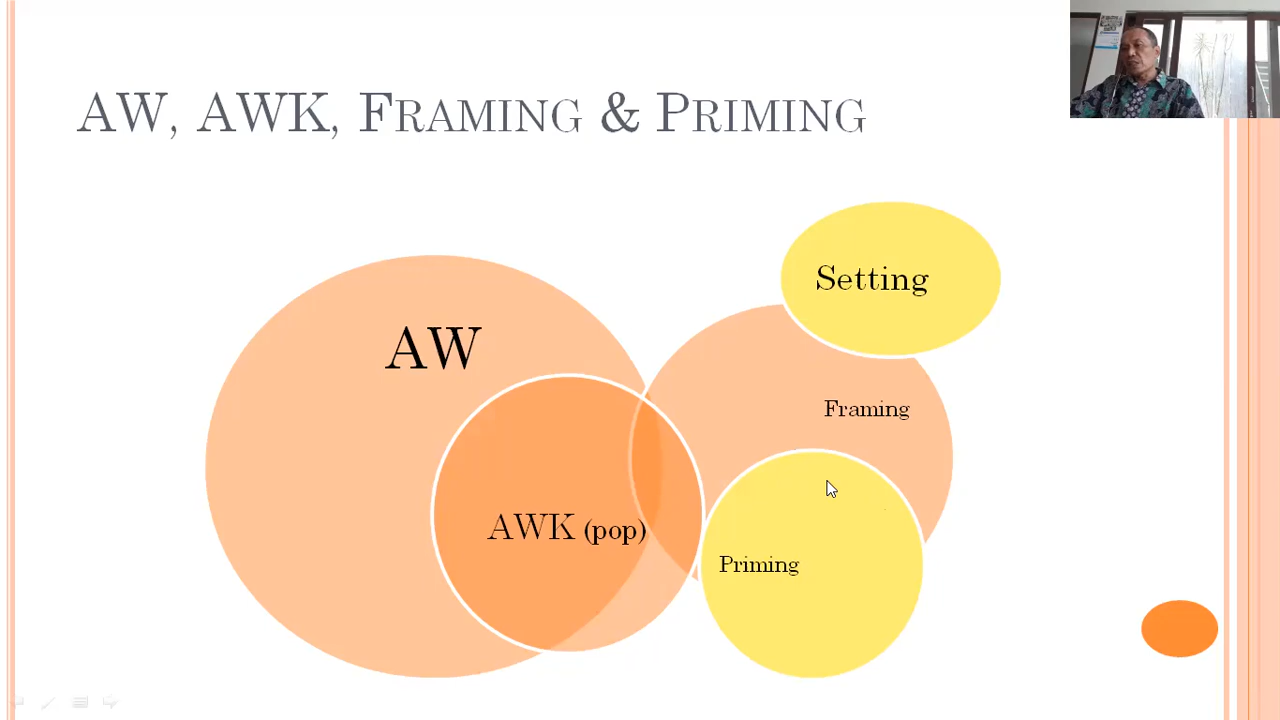 AW, AWK, FRAMING & PRIMING
Setting
AW
Framing
AWK (pop)
Priming